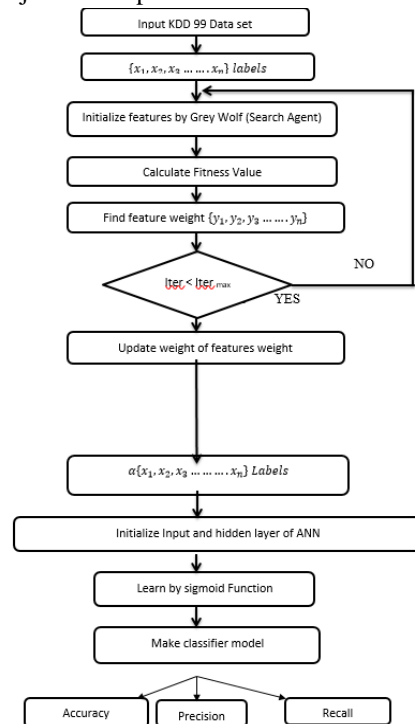 Input KDD 99 Data set
{x₁, x₂, x₃ … … . xₙ} labels
Initialize features by Grey Wolf (Search Agent)
Calculate Fitness Value
Find feature weight {y₁, y₂, y₃ … … . yₙ}
NO
Iter < Iter max
YES
Update weight of features weight
α{x₁, x₂, x₃ … … … . xₙ} Labels
Initialize Input and hidden layer of ANN
Learn by sigmoid Function
Make classifier model
Accuracy
Precision
Recall